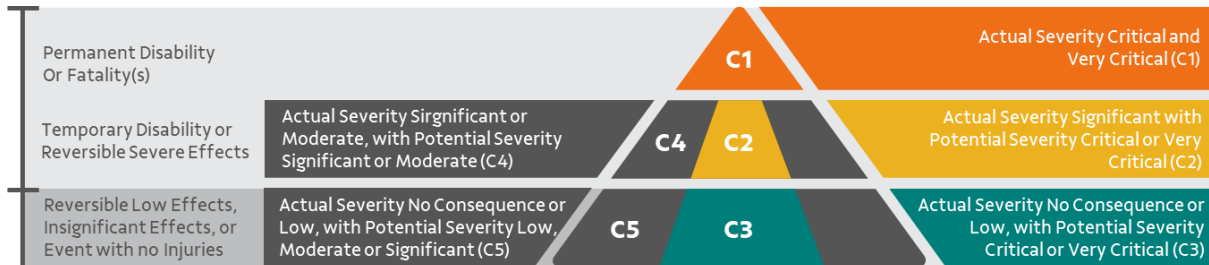 Permanent Disability
Or Fatality(s)
C1
Actual Severity Critical and
Very Critical (C1)
Temporary Disability or
Reversible Severe Effects
Actual Severity Sirgnificant or
Moderate, with Potential Severity
Significant or Moderate (C4)
C4
C2
Actual Severity Significant with
Potential Severity Critical or Very
Critical (C2)
Reversible Low Effects,
Insignificant Effects, or
Event with no Injuries
Actual Severity No Consequence or
Low, with Potential Severity Low,
Moderate or Significant (C5)
C5
C3
Actual Severity No Consequence or
Low, with Potential Severity
Critical or Very Critical (C3)